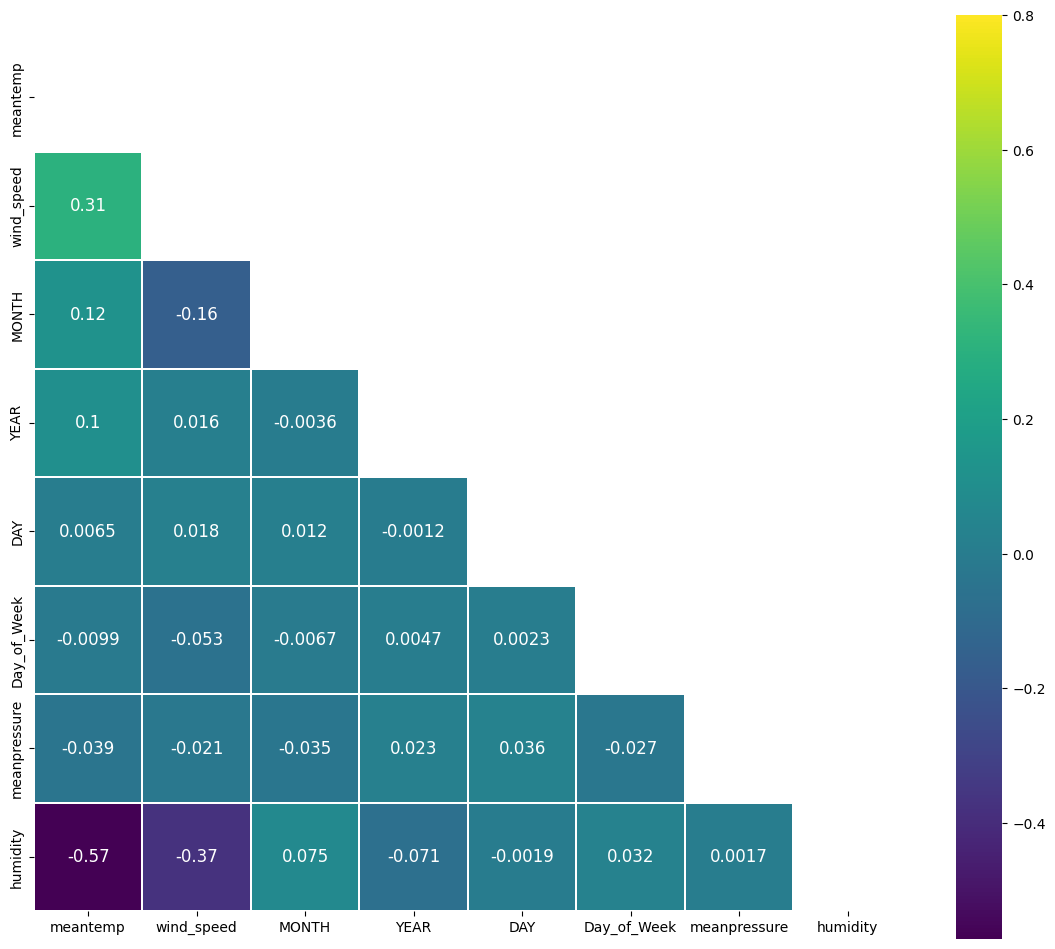 meantemp
wind_speed 0.31
MONTH 0.12 -0.16
YEAR 0.1 0.016 -0.0036
DAY 0.0065 0.018 0.012 -0.0012
Day_of_Week -0.0099 -0.053 -0.0067 0.0047 0.0023
meanpressure -0.039 -0.021 -0.035 0.023 0.036 -0.027
humidity -0.57 -0.37 0.075 -0.071 -0.0019 0.032 0.0017
meantemp wind_speed MONTH YEAR DAY Day_of_Week meanpressure humidity
0.8
0.6
0.4
0.2
0.0
−0.2
−0.4